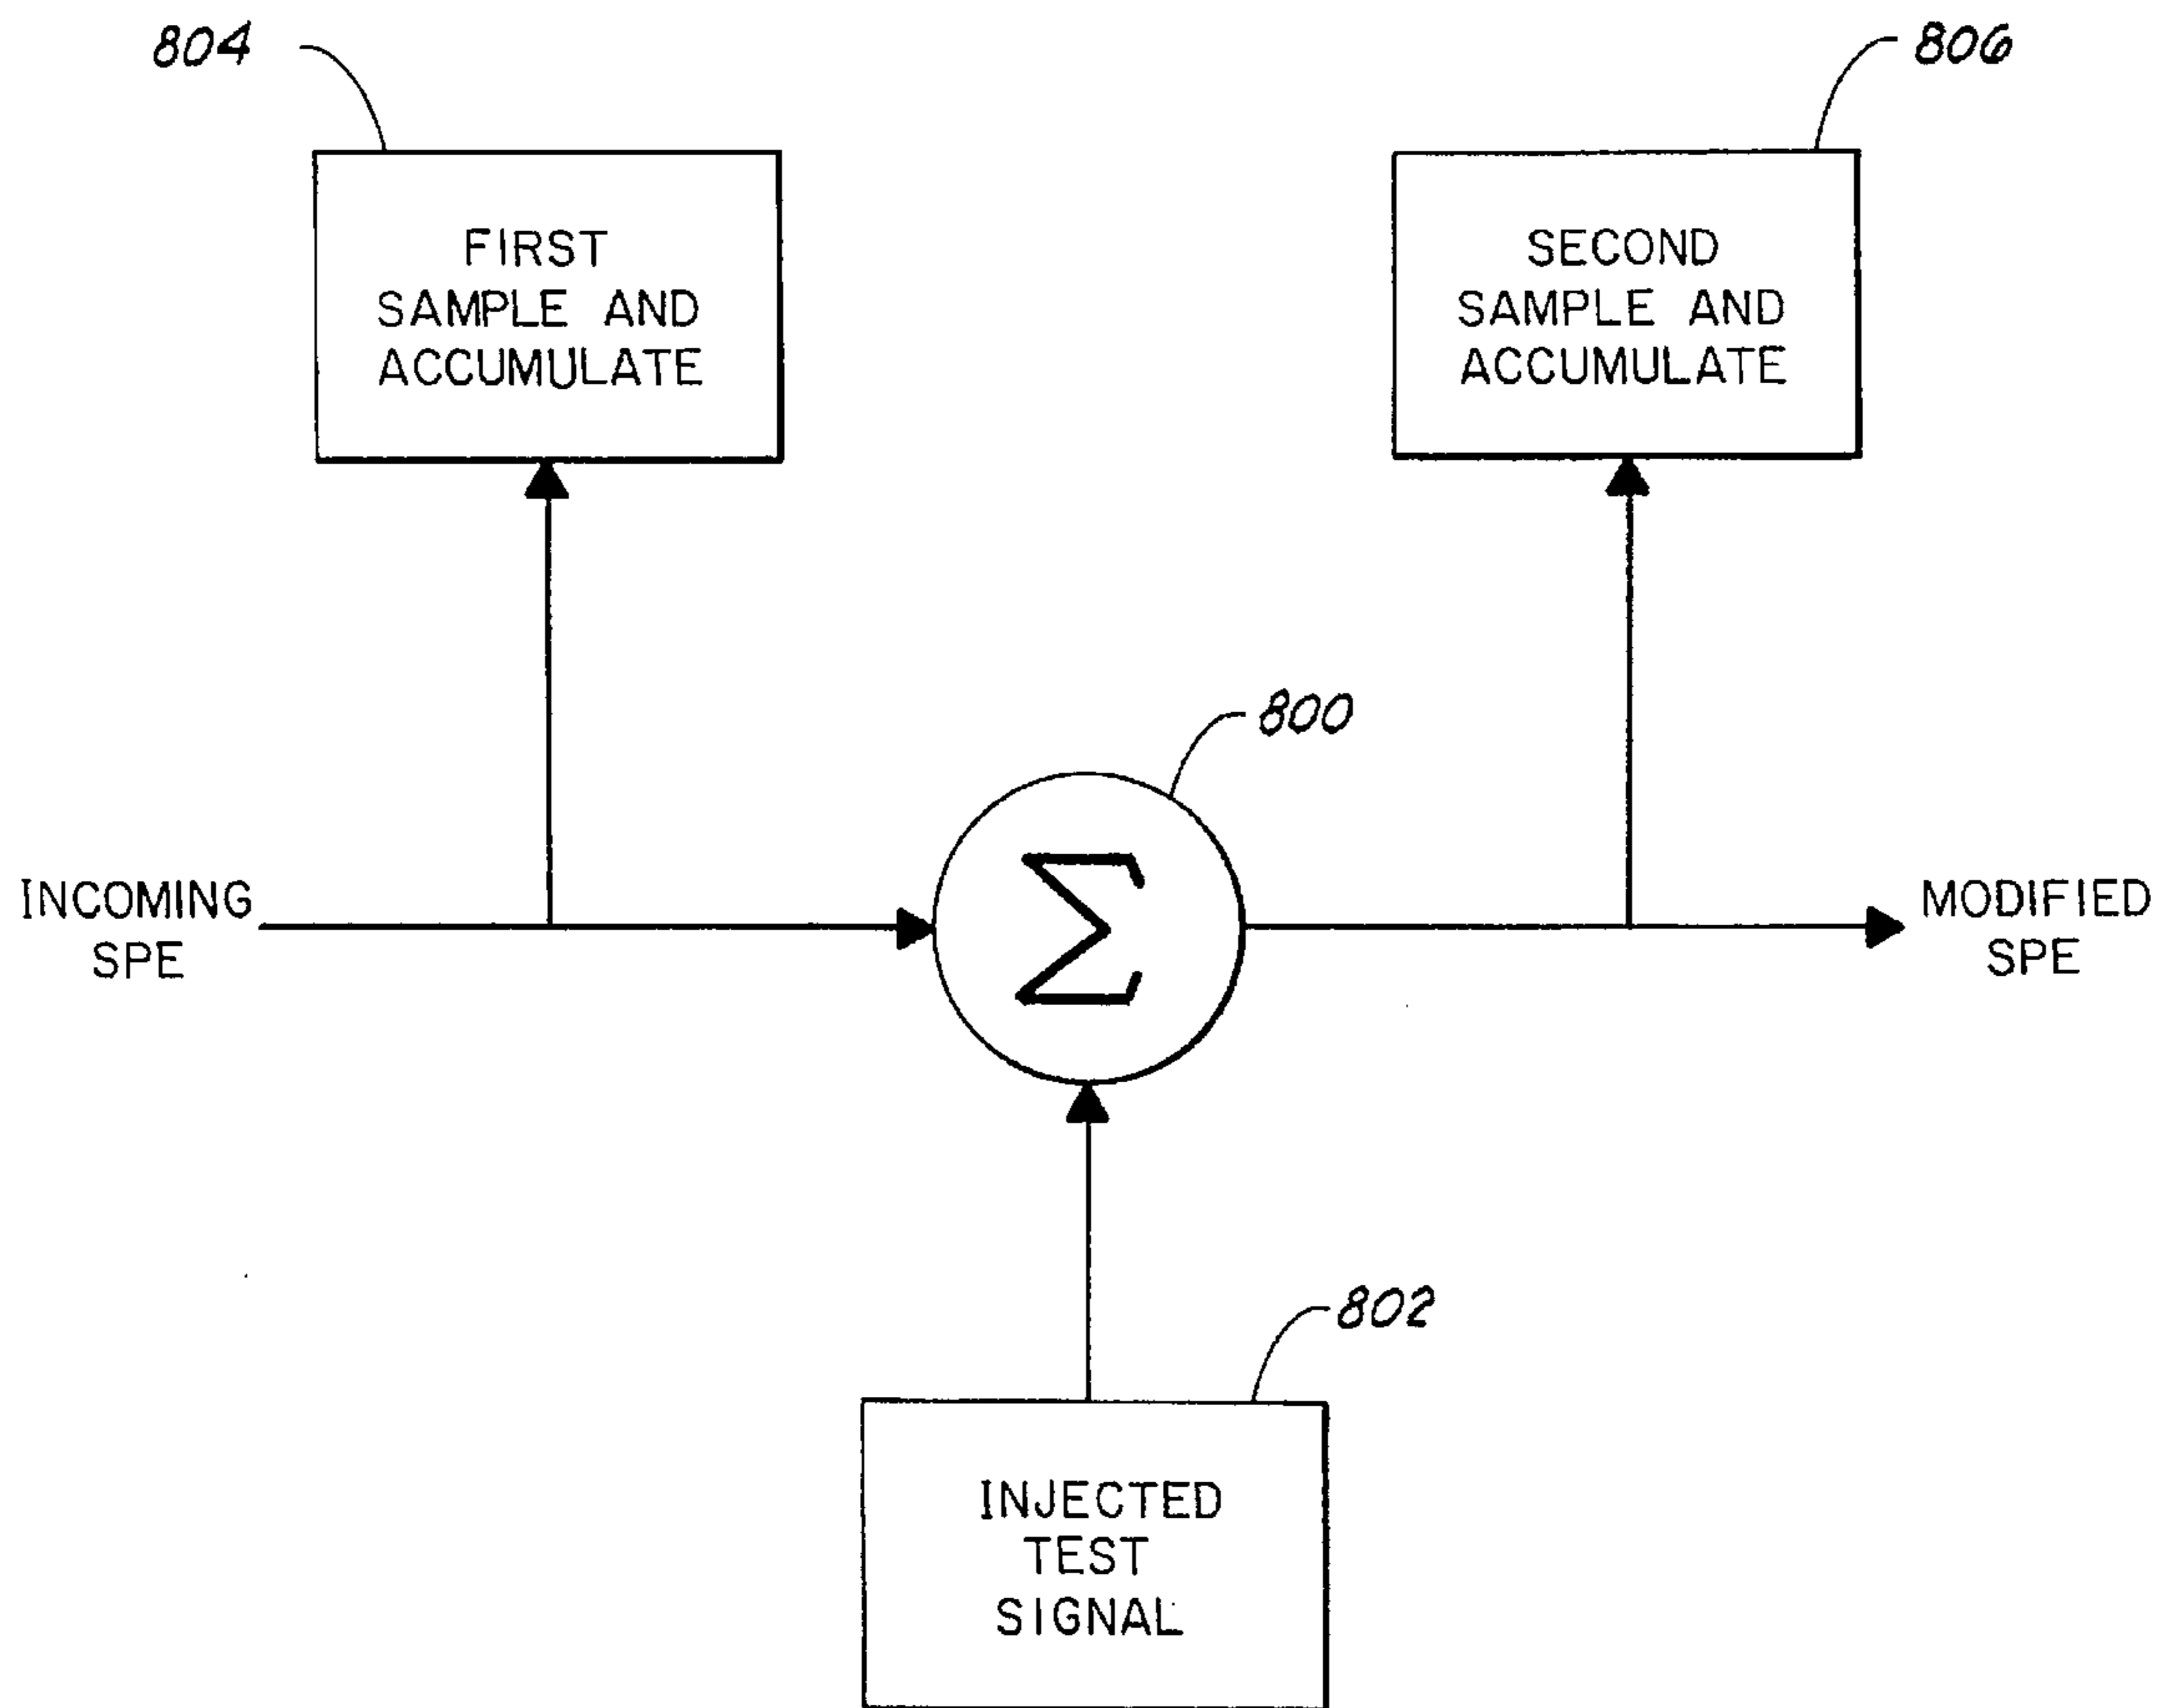 804
806
FIRST
SAMPLE AND
ACCUMULATE
SECOND
SAMPLE AND
ACCUMULATE
800
INCOMING
SPE
Σ
MODIFIED
SPE
802
INJECTED
TEST
SIGNAL